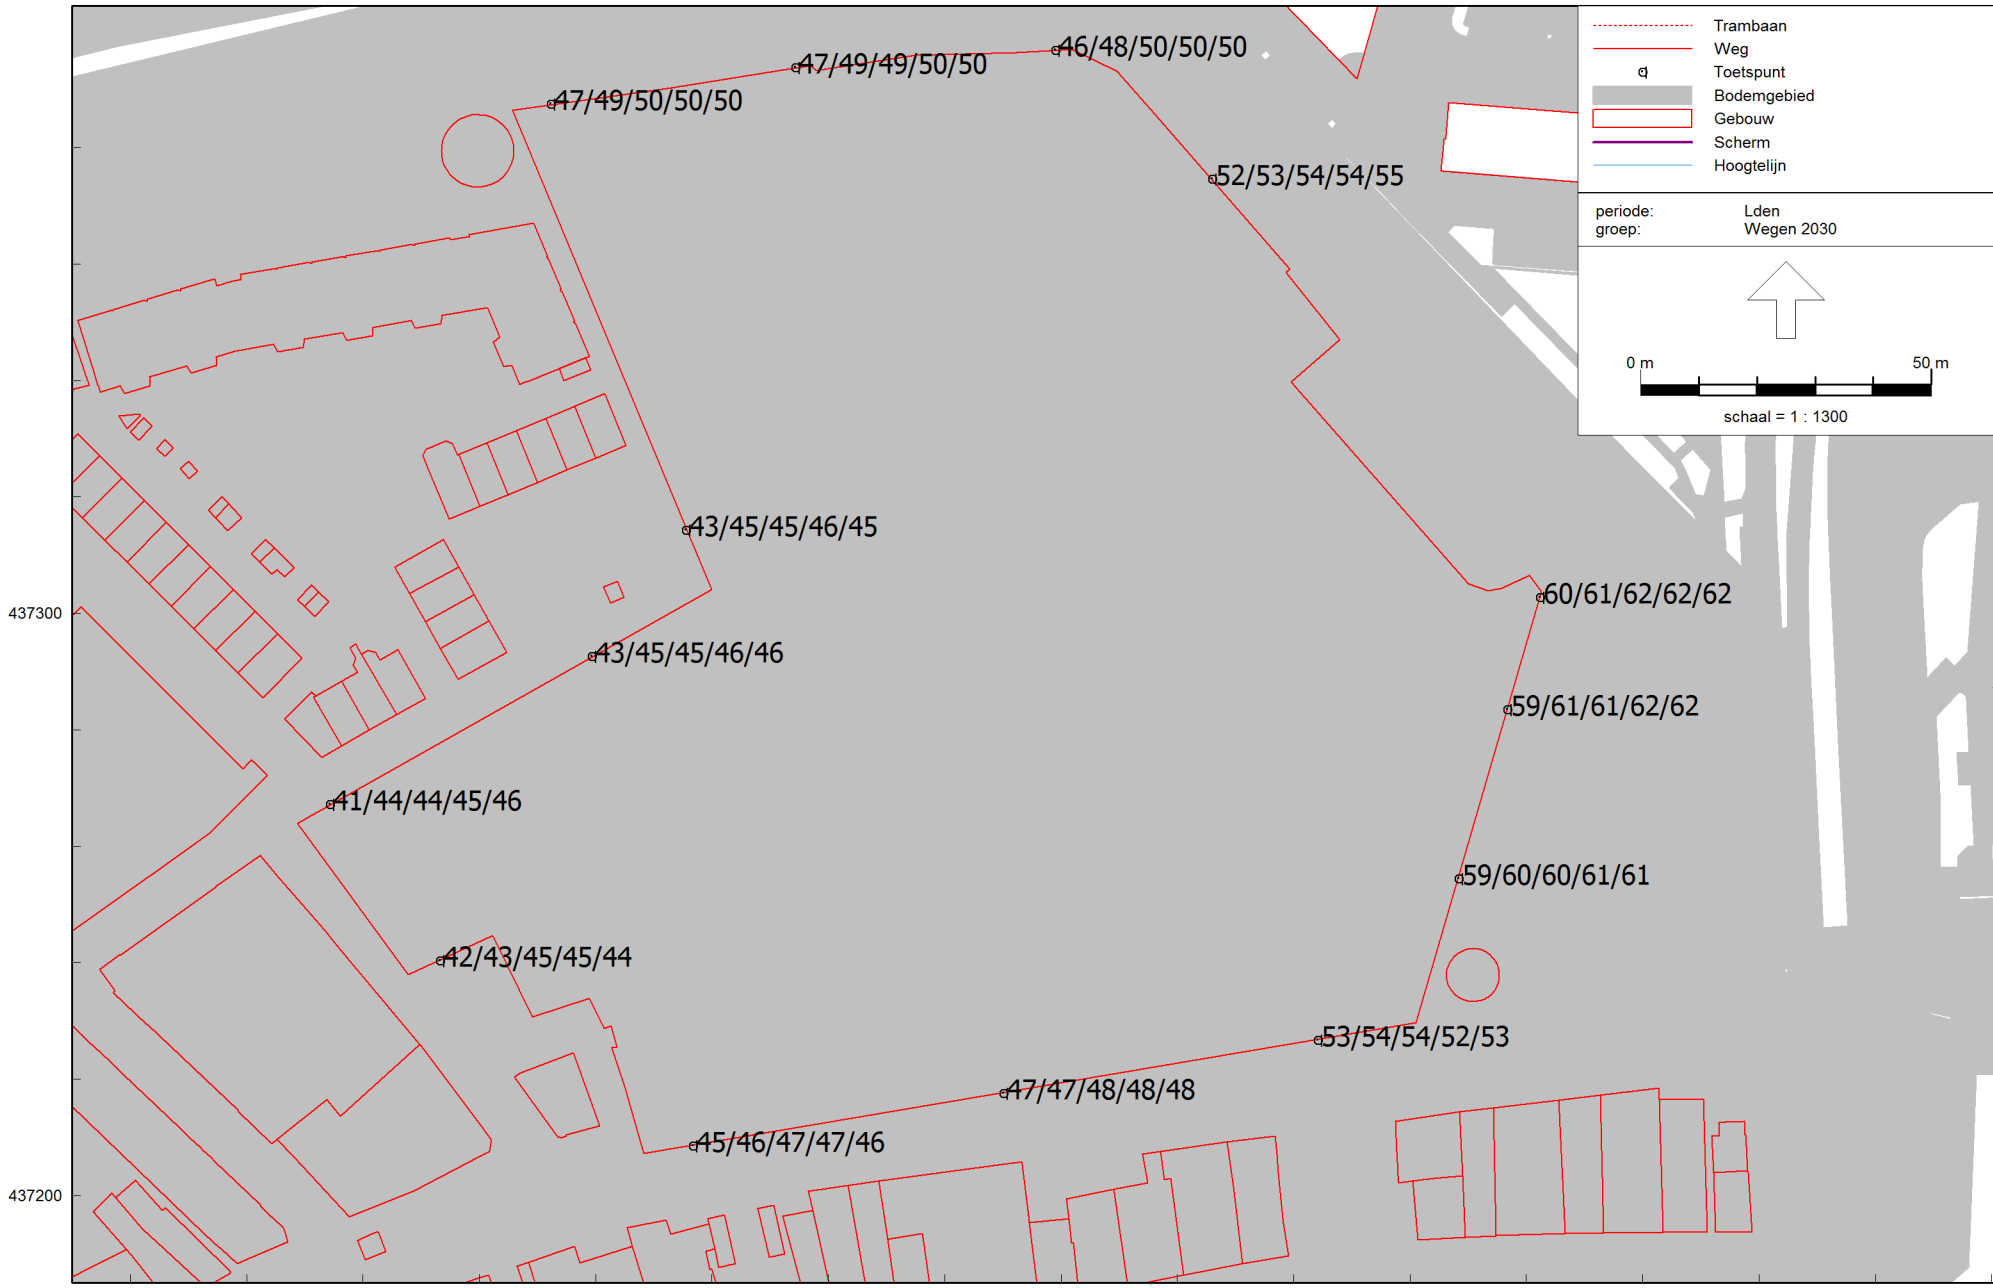 Trambaan
Weg
Toetspunt
Bodemgebied
Gebouw
Scherm
Hoogtelijn
periode: Lden
groep: Wegen 2030
0 m 50 m
schaal = 1 : 1300
46/48/50/50/50
47/49/49/50/50
47/49/50/50/50
52/53/54/54/55
43/45/45/46/45
60/61/62/62/62
437300
43/45/45/46/46
59/61/61/62/62
41/44/44/45/46
59/60/60/61/61
42/43/45/45/44
53/54/54/52/53
47/47/48/48/48
45/46/47/47/46
437200